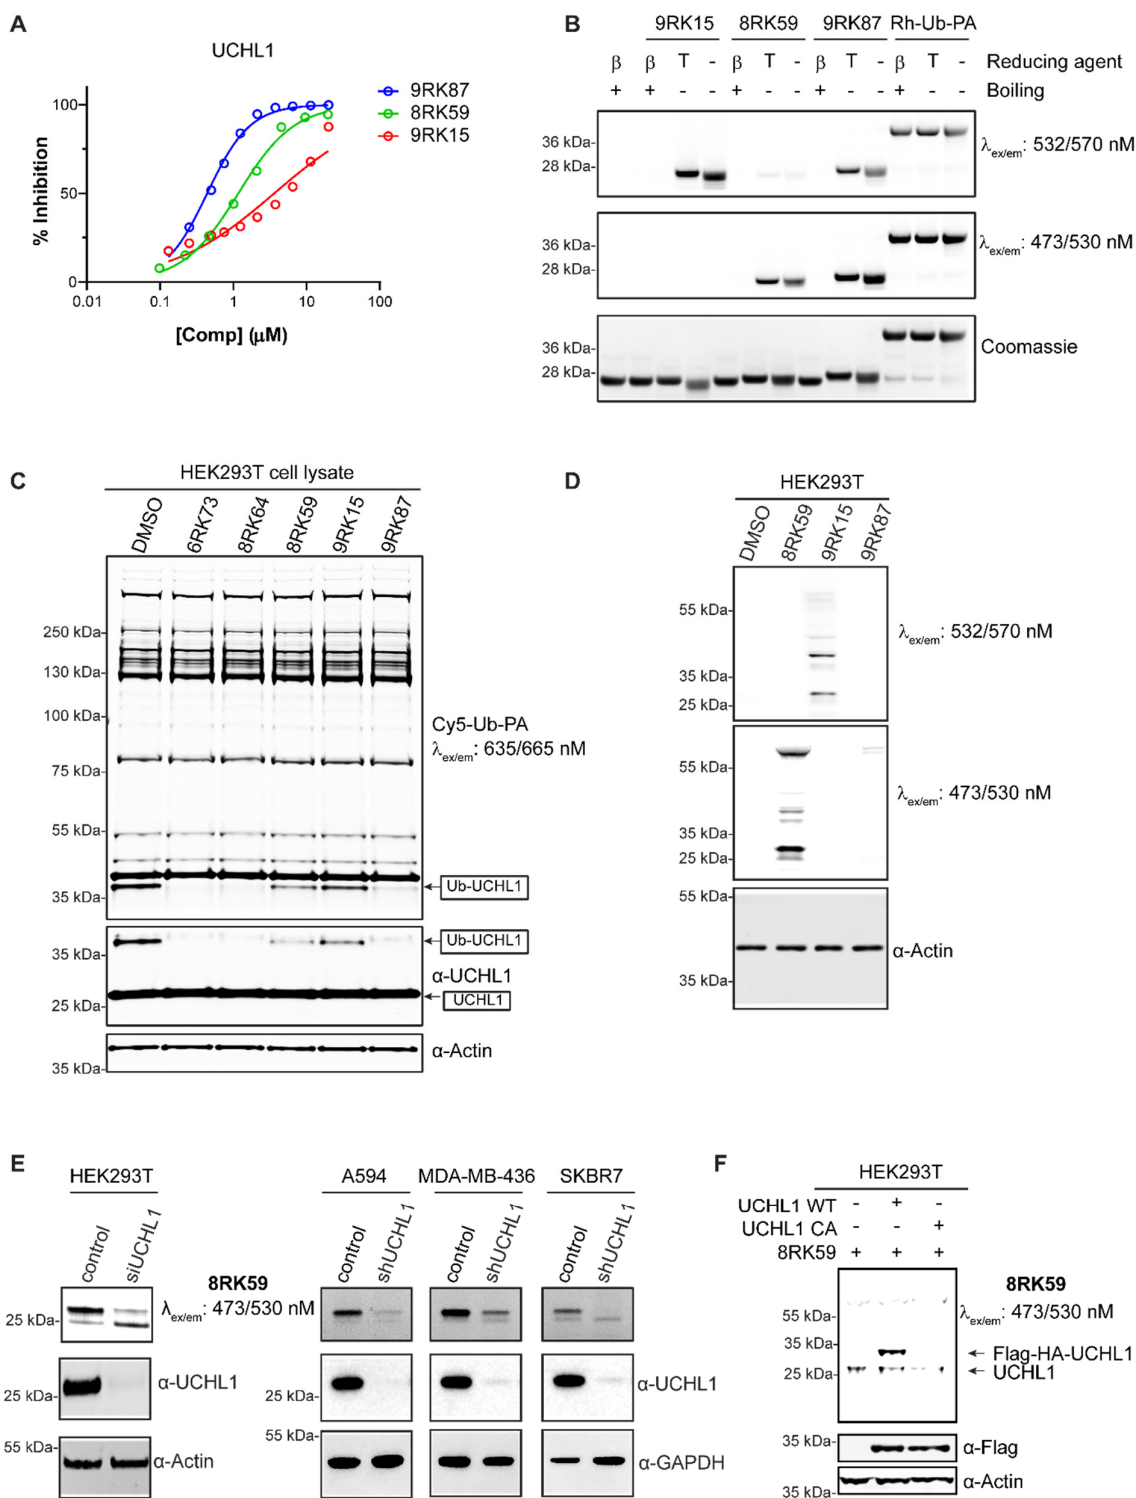 A
UCHL1
100
50
0
% Inhibition
0.01 0.1 1 10 100
[Comp] (μM)
9RK87
8RK59
9RK15
B
9RK15 8RK59 9RK87 Rh-Ub-PA
β β T - β T - β T - β T - Reducing agent
+ + - - + - - + - - + - - Boiling
36 kDa-
28 kDa-
λex/em: 532/570 nM
36 kDa-
28 kDa-
λex/em: 473/530 nM
36 kDa-
28 kDa-
Coomassie
C
HEK293T cell lysate
DMSO 6RK73 8RK64 8RK59 9RK15 9RK87
250 kDa-
130 kDa-
100 kDa-
75 kDa-
55 kDa-
35 kDa-
Cy5-Ub-PA
λex/em: 635/665 nM
Ub-UCHL1
35 kDa-
25 kDa-
Ub-UCHL1
α-UCHL1
UCHL1
35 kDa-
α-Actin
D
HEK293T
DMSO 8RK59 9RK15 9RK87
55 kDa-
35 kDa-
25 kDa-
λex/em: 532/570 nM
55 kDa-
35 kDa-
25 kDa-
λex/em: 473/530 nM
55 kDa-
35 kDa-
α-Actin
E
HEK293T
control siUCHL1
25 kDa-
8RK59
λex/em: 473/530 nM
25 kDa-
α-UCHL1
55 kDa-
α-Actin
A594 MDA-MB-436 SKBR7
control shUCHL1 control shUCHL1 control shUCHL1
25 kDa-
α-UCHL1
55 kDa-
α-GAPDH
F
HEK293T
UCHL1 WT - + -
UCHL1 CA - - +
8RK59 + + +
55 kDa-
35 kDa-
25 kDa-
8RK59
λex/em: 473/530 nM
Flag-HA-UCHL1
UCHL1
35 kDa-
α-Flag
35 kDa-
α-Actin